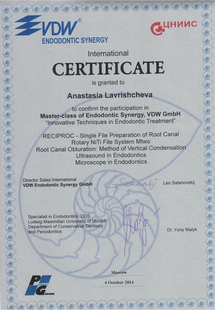 VDW
ENDODONTIC SYNERGY
ЦНИИС
International
CERTIFICATE
is granted to
Anastasia Lavrishcheva
to confirm the participation in
Master-class of Endodontic Synergy, VDW GmbH
"Innovative Techniques in Endodontic Treatment"
RECIPROC - Single File Preparation of Root Canal
Rotary NiTi File System Mtwo
Root Canal Obturation: Method of Vertical Condensation
Ultrasound in Endodontics
Microscope in Endodontics
Director Sales International
VDW Endodontic Synergy GmbH
Leo Satanovskij
Specialist in Endodontics, DDS
Ludwig Maximilian University of Munich
Department of Conservative Dentistry
and Periodontics
Dr. Yuriy Malyk
Moscow
4 October 2014